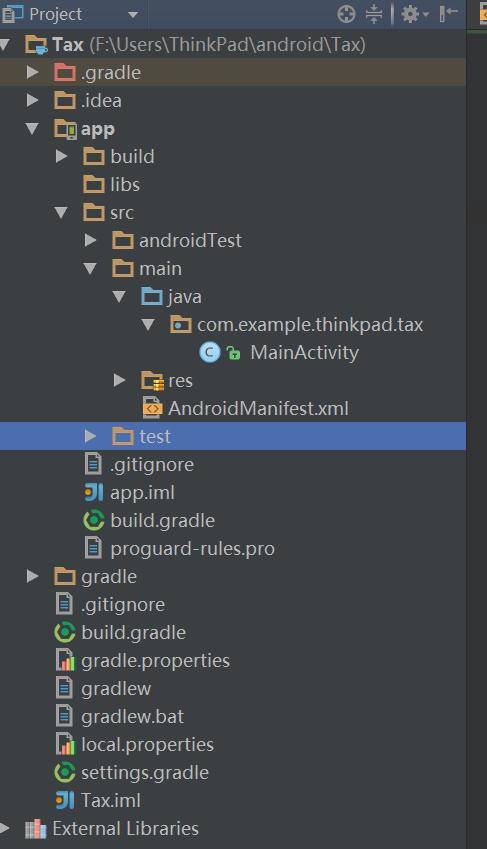 Project
Tax (F:\Users\ThinkPad\android\Tax)
.gradle
.idea
app
build
libs
src
androidTest
main
java
com.example.thinkpad.tax
C MainActivity
res
AndroidManifest.xml
test
.gitignore
app.iml
build.gradle
proguard-rules.pro
gradle
.gitignore
build.gradle
gradle.properties
gradlew
gradlew.bat
local.properties
settings.gradle
Tax.iml
External Libraries